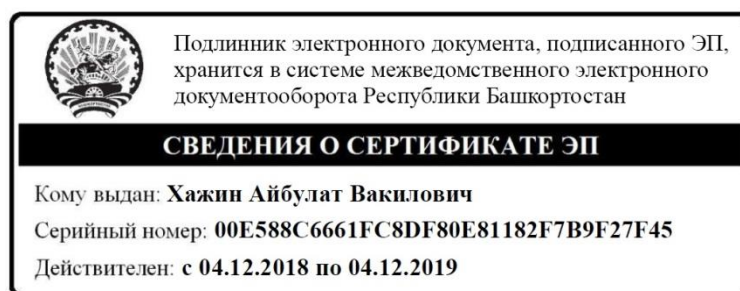 Подлинник электронного документа, подписанного ЭП,
хранится в системе межведомственного электронного
документооборота Республики Башкортостан
СВЕДЕНИЯ О СЕРТИФИКАТЕ ЭП
Кому выдан: Хажин Айбулат Вакилович
Серийный номер: 00E588C6661FC8DF80E81182F7B9F27F45
Действителен: с 04.12.2018 по 04.12.2019